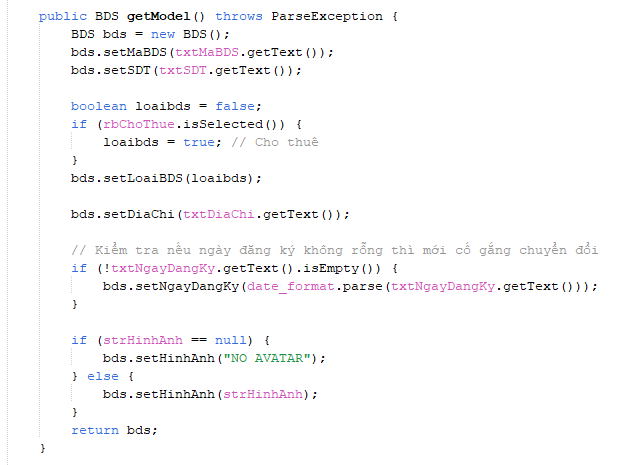 public BDS getModel() throws ParseException {
BDS bds = new BDS();
bds.setMaBDS(txtMaBDS.getText());
bds.setSDT(txtSDT.getText());
boolean loaibds = false;
if (rbChoThue.isSelected()) {
loaibds = true; // Cho thuê
}
bds.setLoaiBDS(loaibds);
bds.setDiaChi(txtDiaChi.getText());
// Kiểm tra nếu ngày đăng ký không rỗng thì mới cố gắng chuyển đổi
if (!txtNgayDangKy.getText().isEmpty()) {
bds.setNgayDangKy(date_format.parse(txtNgayDangKy.getText()));
}
if (strHinhAnh == null) {
bds.setHinhAnh("NO AVATAR");
} else {
bds.setHinhAnh(strHinhAnh);
}
return bds;
}